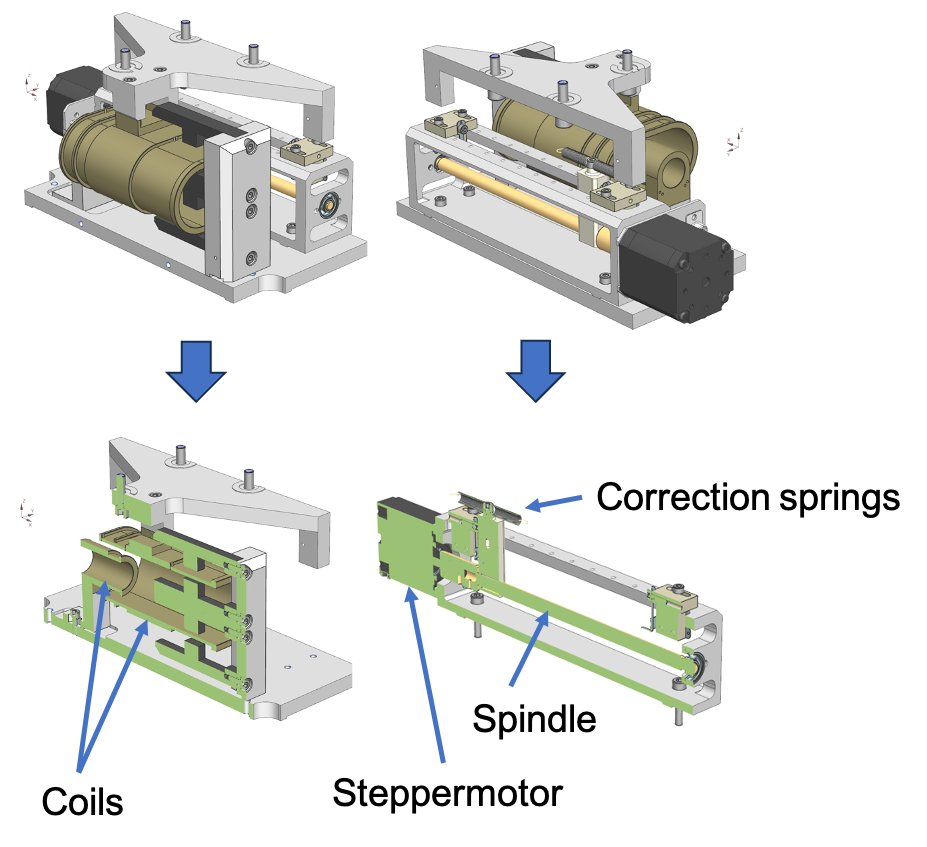 Correction springs
Spindle
Steppermotor
Coils